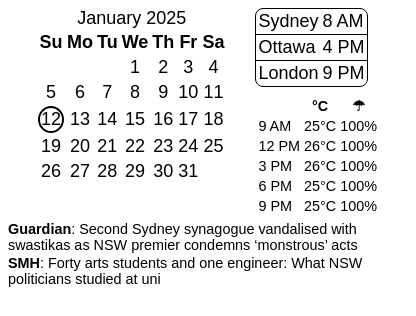 January 2025
Su Mo Tu We Th Fr Sa
1 2 3 4
5 6 7 8 9 10 11
12 13 14 15 16 17 18
19 20 21 22 23 24 25
26 27 28 29 30 31
Sydney 8 AM
Ottawa 4 PM
London 9 PM
°C ☂
9 AM 25°C 100%
12 PM 26°C 100%
3 PM 26°C 100%
6 PM 25°C 100%
9 PM 25°C 100%
Guardian: Second Sydney synagogue vandalised with
swastikas as NSW premier condemns ‘monstrous’ acts
SMH: Forty arts students and one engineer: What NSW
politicians studied at uni